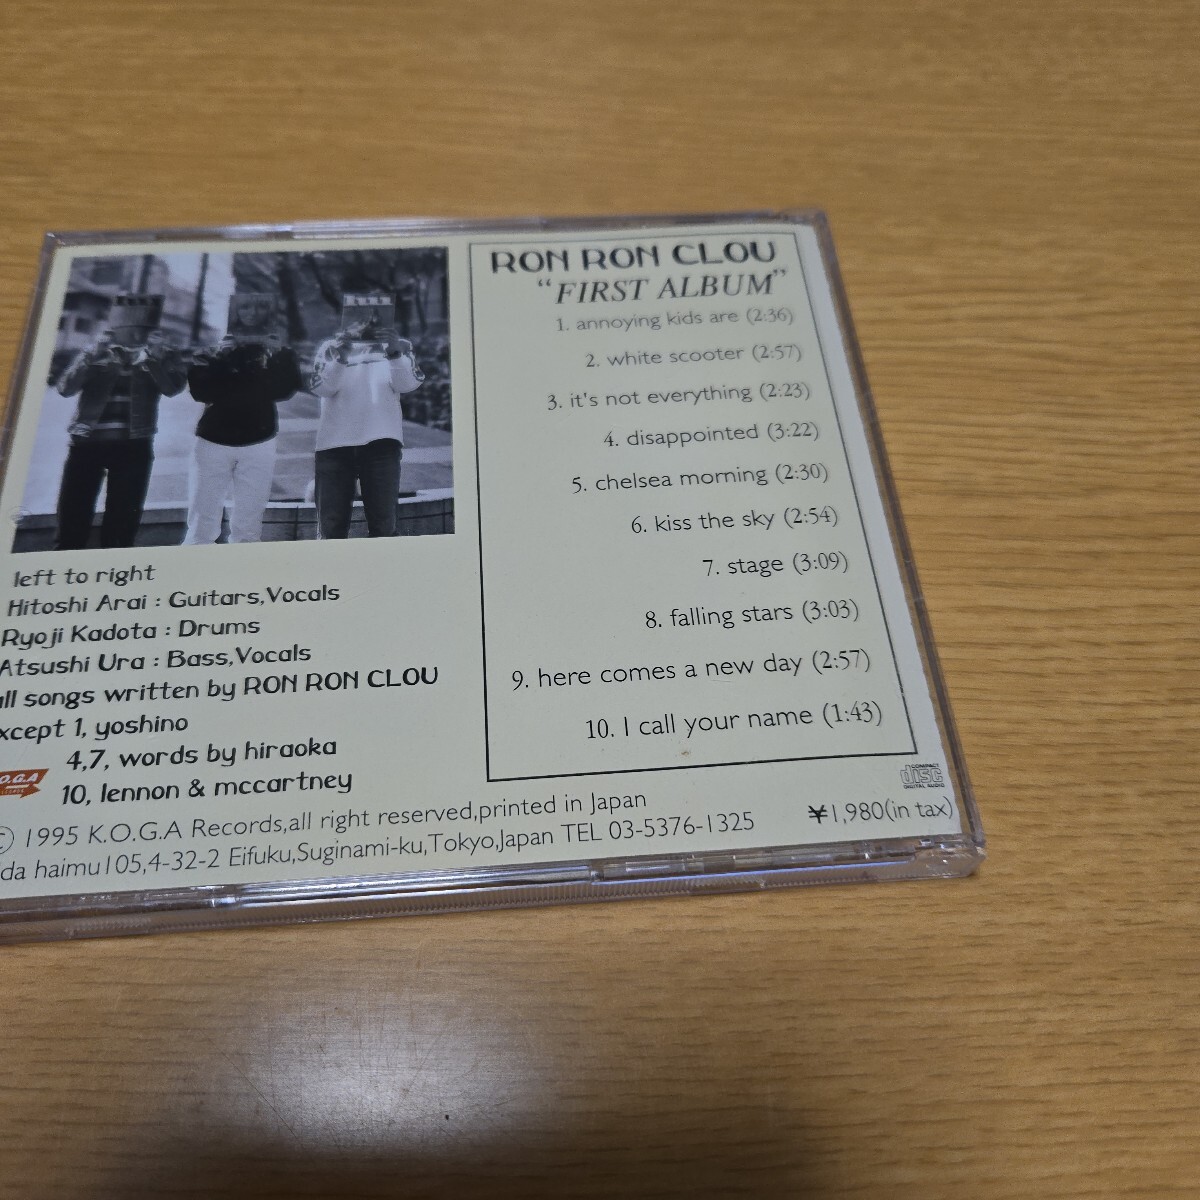 RON RON CLOU
"FIRST ALBUM"
1. annoying kids are (2:36)
2. white scooter (2:57)
3. it's not everything (2:23)
4. disappointed (3:22)
5. chelsea morning (2:30)
6. kiss the sky (2:54)
7. stage (3:09)
8. falling stars (3:03)
9. here comes a new day (2:57)
10. I call your name (1:43)
left to right
Hitoshi Arai : Guitars,Vocals
Ryoji Kadota : Drums
Atsushi Ura : Bass,Vocals
all songs written by RON RON CLOU
xcept 1, yoshino
4,7, words by hiraoka
10, lennon & mccartney
O.G.A
© 1995 K.O.G.A Records,all right reserved,printed in Japan
da haimu105,4-32-2 Eifuku,Suginami-ku,Tokyo,Japan TEL 03-5376-1325
¥1,980(in tax)
COMPACT
disc
DIGITAL AUDIO